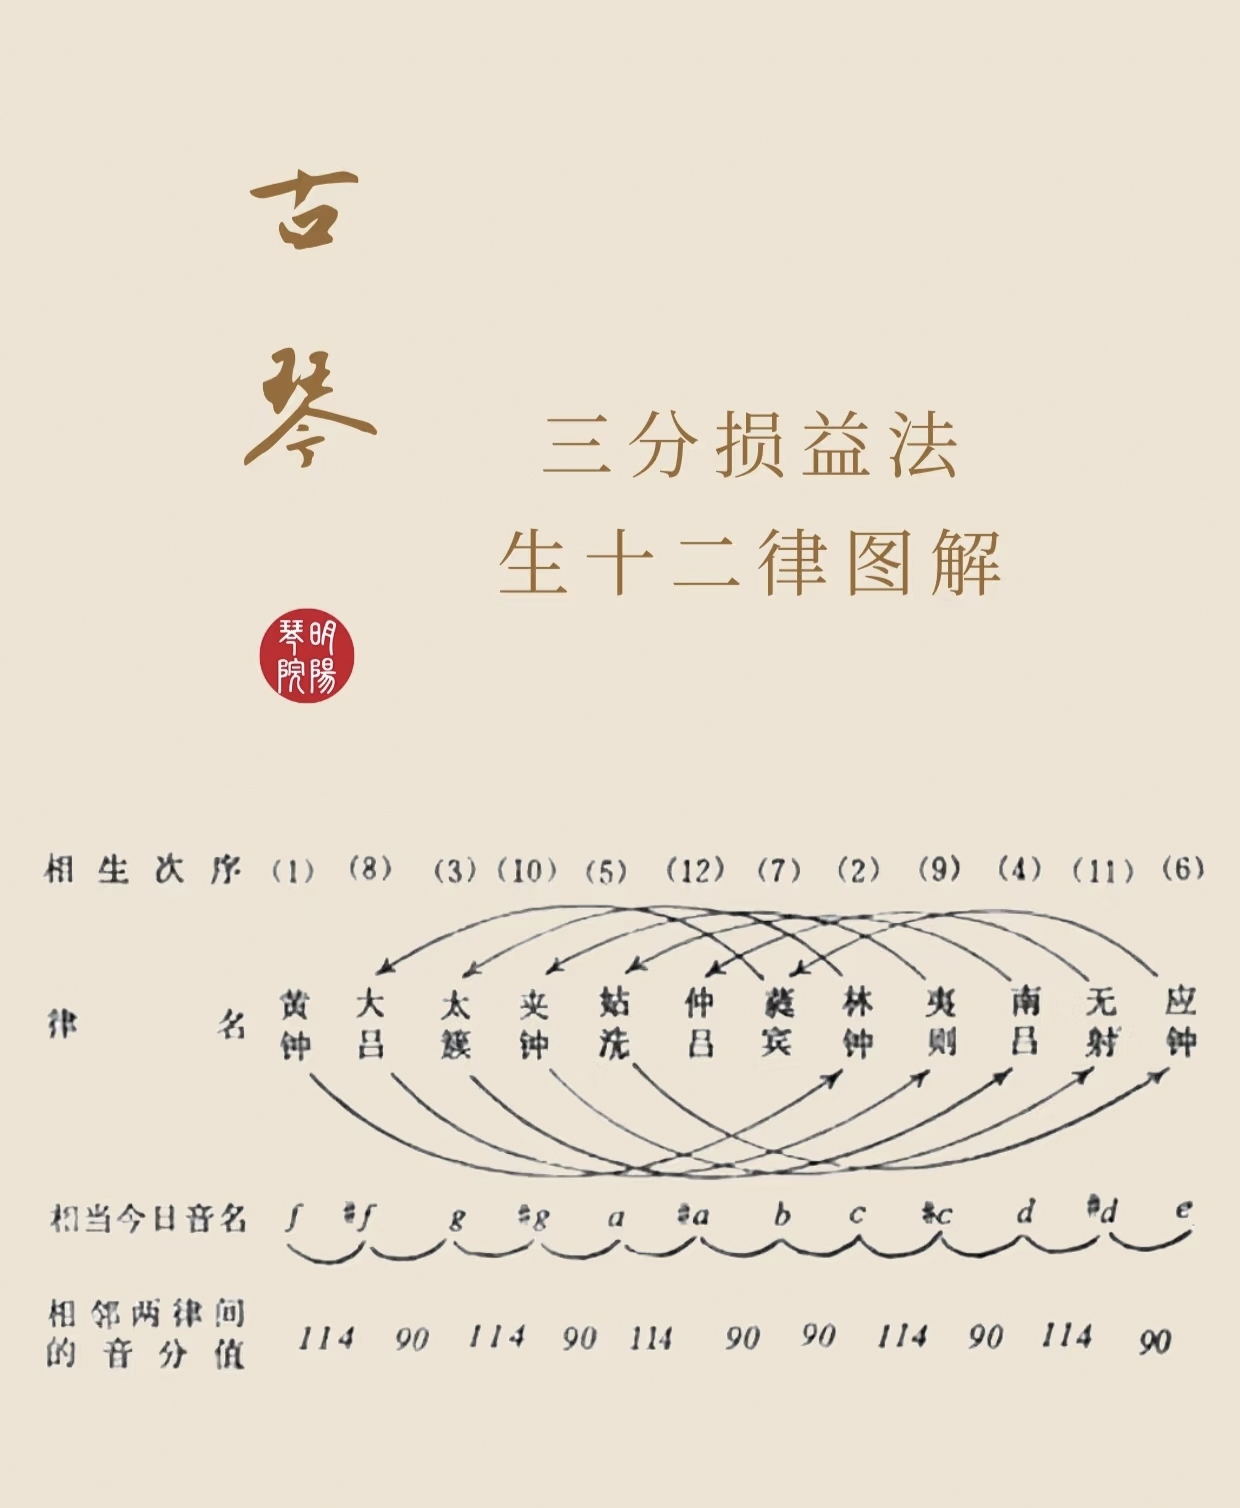 古琴
三分损益法
生十二律图解
明陽琴院
相生次序 (1) (8) (3) (10) (5) (12) (7) (2) (9) (4) (11) (6)
律名 黄钟 大吕 太簇 夹钟 姑洗 仲吕 蕤宾 林钟 夷则 南吕 无射 应钟
相当今日音名 f #f g #g a #a b c #c d #d e
相邻两律间
的音分值 114 90 114 90 114 90 90 114 90 114 90